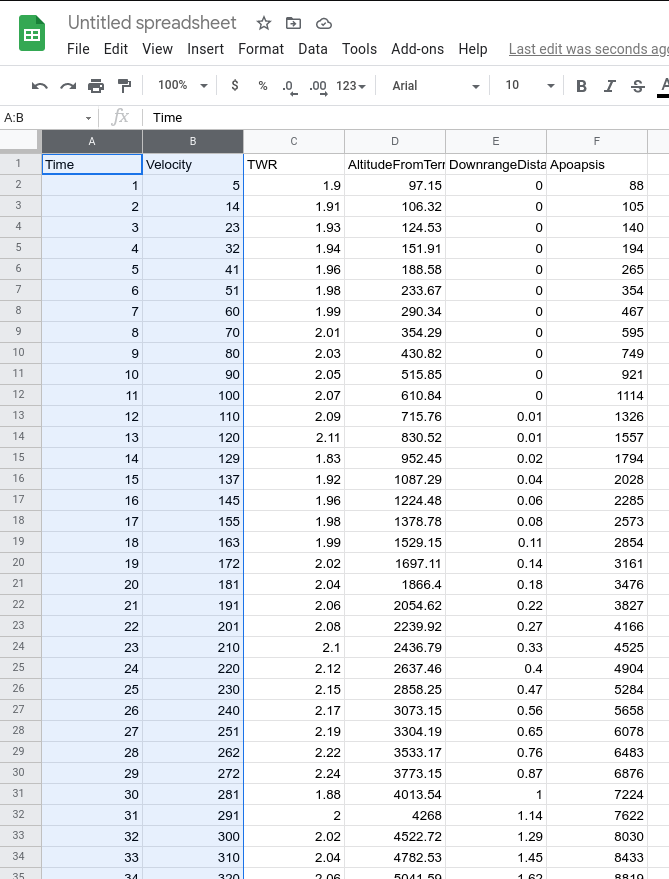 Untitled spreadsheet
File Edit View Insert Format Data Tools Add-ons Help Last edit was seconds ago
100% $ % .0 .00 123 Arial 10 B I S A
A:B fx Time
A B C D E F
1 Time Velocity TWR AltitudeFromTerr DownrangeDista Apoapsis
2 1 5 1.9 97.15 0 88
3 2 14 1.91 106.32 0 105
4 3 23 1.93 124.53 0 140
5 4 32 1.94 151.91 0 194
6 5 41 1.96 188.58 0 265
7 6 51 1.98 233.67 0 354
8 7 60 1.99 290.34 0 467
9 8 70 2.01 354.29 0 595
10 9 80 2.03 430.82 0 749
11 10 90 2.05 515.85 0 921
12 11 100 2.07 610.84 0 1114
13 12 110 2.09 715.76 0.01 1326
14 13 120 2.11 830.52 0.01 1557
15 14 129 1.83 952.45 0.02 1794
16 15 137 1.92 1087.29 0.04 2028
17 16 145 1.96 1224.48 0.06 2285
18 17 155 1.98 1378.78 0.08 2573
19 18 163 1.99 1529.15 0.11 2854
20 19 172 2.02 1697.11 0.14 3161
21 20 181 2.04 1866.4 0.18 3476
22 21 191 2.06 2054.62 0.22 3827
23 22 201 2.08 2239.92 0.27 4166
24 23 210 2.1 2436.79 0.33 4525
25 24 220 2.12 2637.46 0.4 4904
26 25 230 2.15 2858.25 0.47 5284
27 26 240 2.17 3073.15 0.56 5658
28 27 251 2.19 3304.19 0.65 6078
29 28 262 2.22 3533.17 0.76 6483
30 29 272 2.24 3773.15 0.87 6876
31 30 281 1.88 4013.54 1 7224
32 31 291 2 4268 1.14 7622
33 32 300 2.02 4522.72 1.29 8030
34 33 310 2.04 4782.53 1.45 8433
35 34 320 2.06 5041.59 1.62 8819